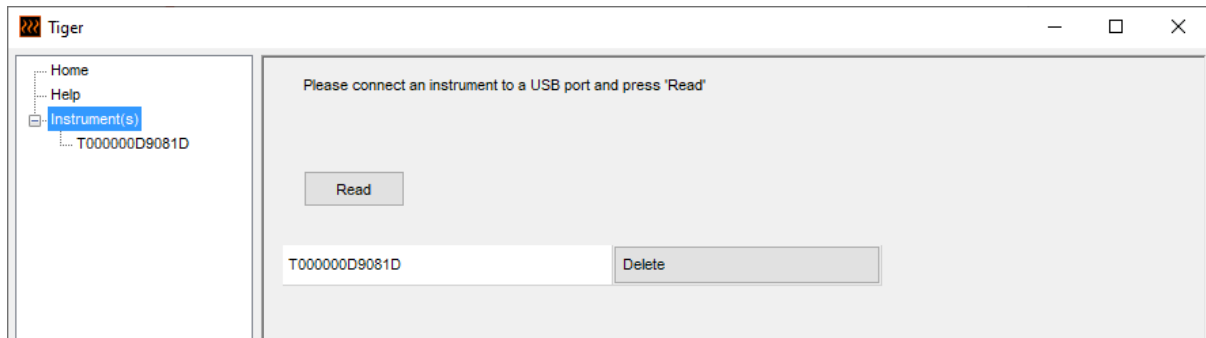 Tiger
Home
Help
Instrument(s)
T000000D9081D
Please connect an instrument to a USB port and press 'Read'
Read
T000000D9081D Delete